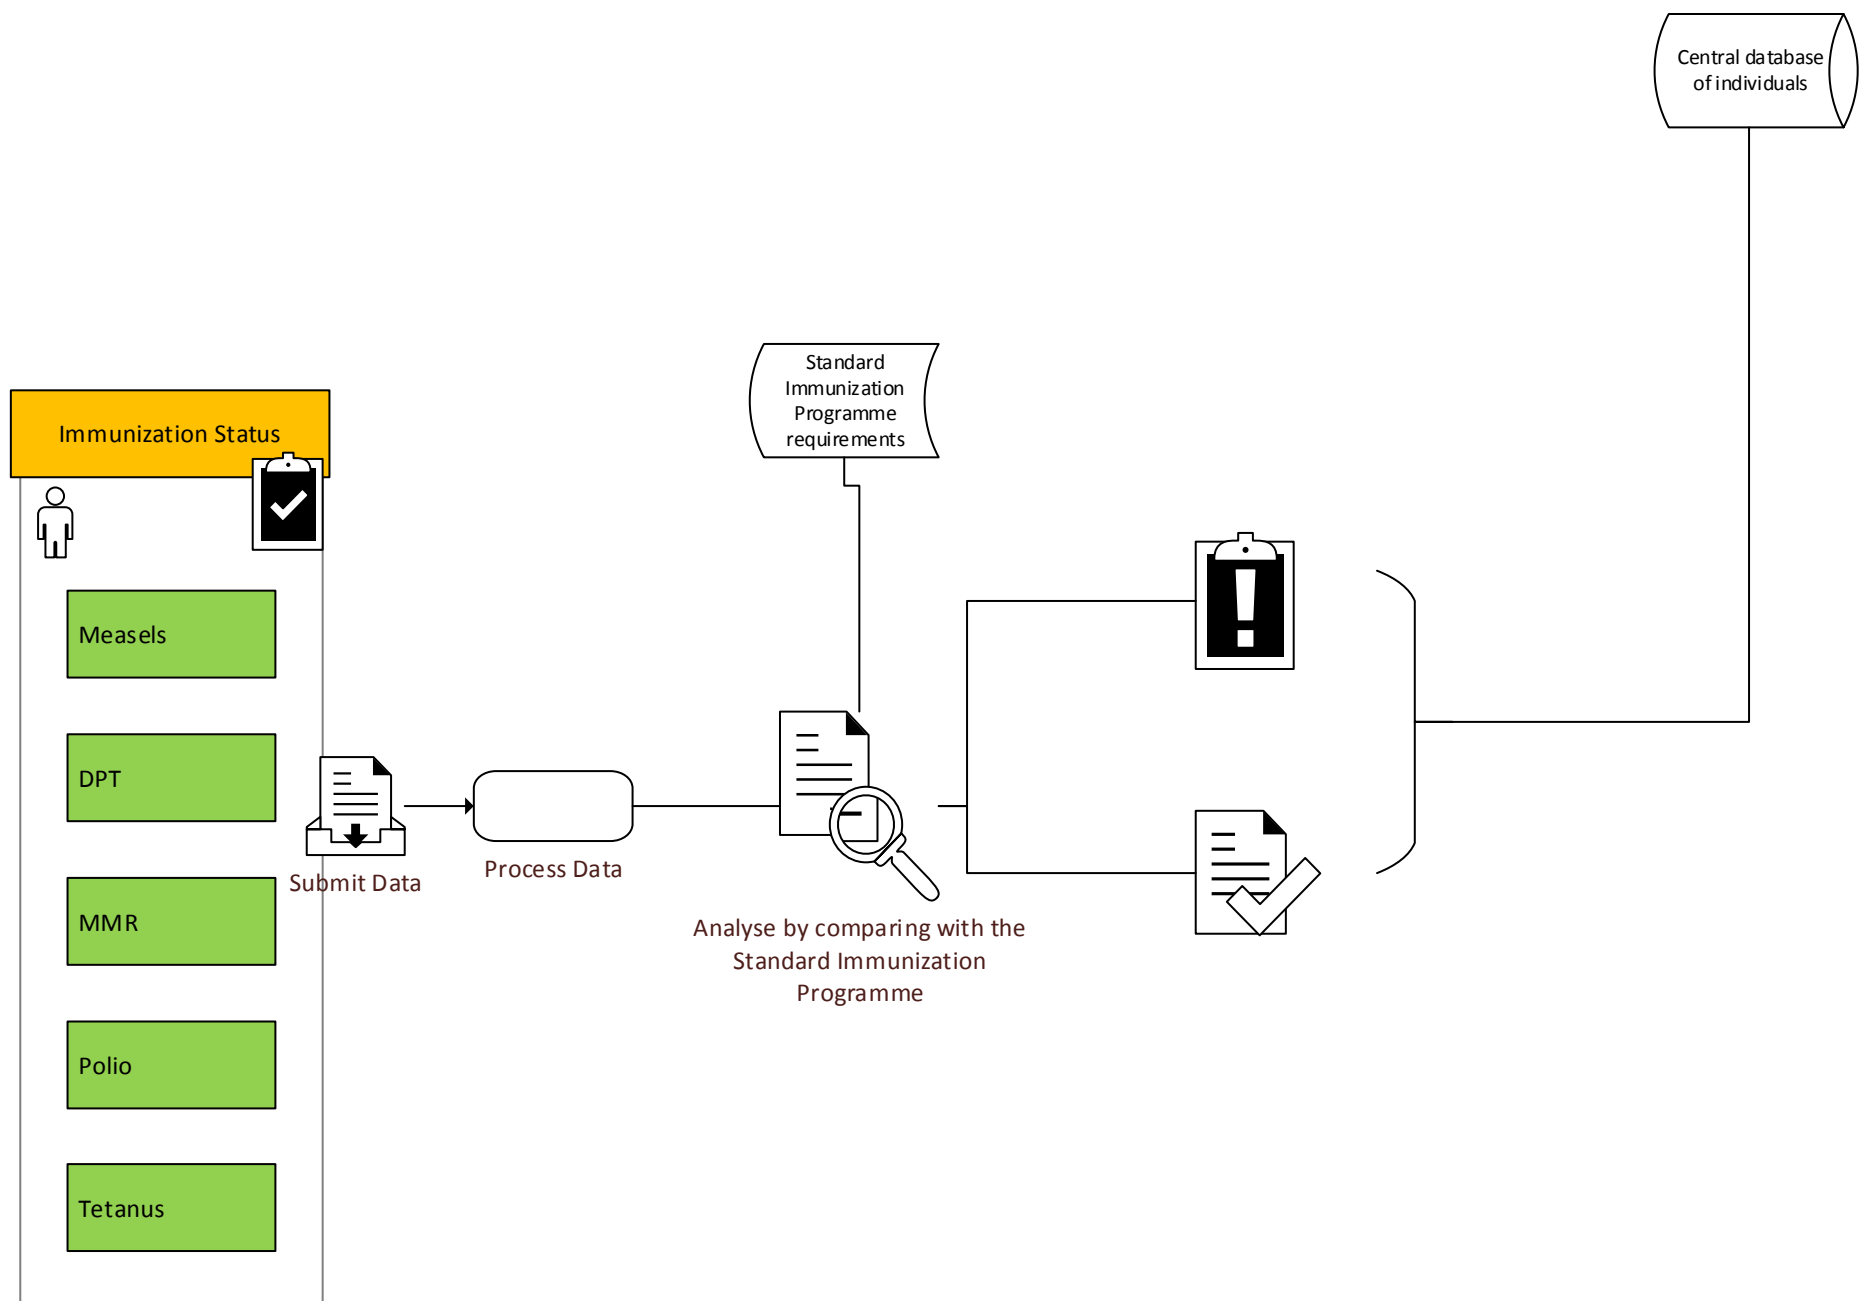 Central database
of individuals
Standard
Immunization
Programme
requirements
Immunization Status
Measels
DPT
MMR
Polio
Tetanus
Submit Data
Process Data
Analyse by comparing with the
Standard Immunization
Programme